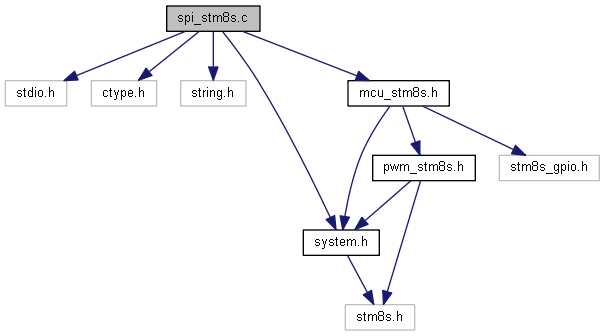 spi_stm8s.c
stdio.h
ctype.h
string.h
mcu_stm8s.h
pwm_stm8s.h
stm8s_gpio.h
system.h
stm8s.h